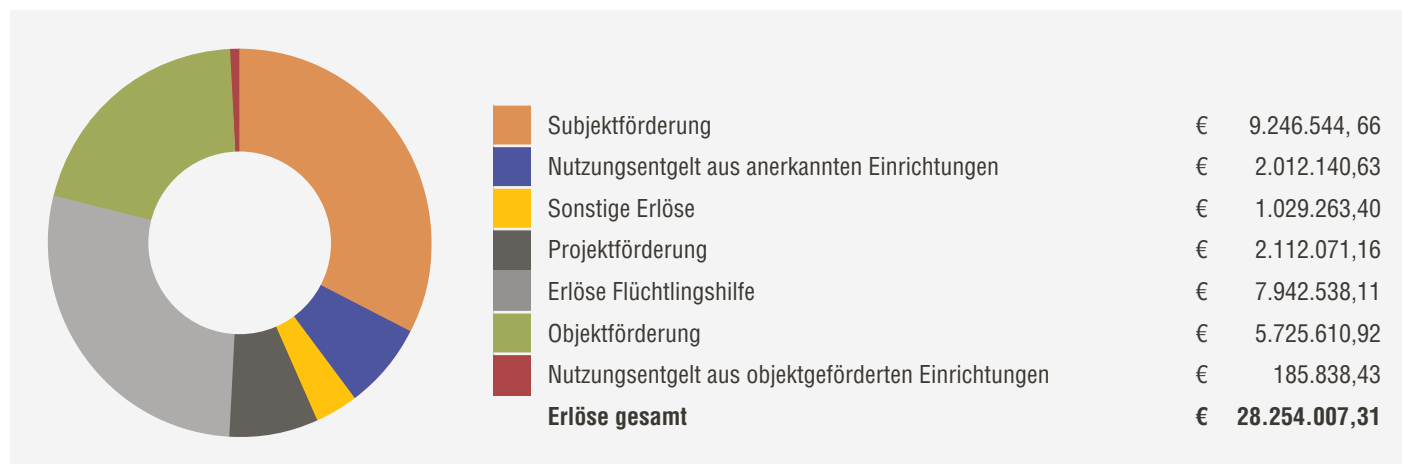 Subjektförderung € 9.246.544, 66
Nutzungsentgelt aus anerkannten Einrichtungen € 2.012.140,63
Sonstige Erlöse € 1.029.263,40
Projektförderung € 2.112.071,16
Erlöse Flüchtlingshilfe € 7.942.538,11
Objektförderung € 5.725.610,92
Nutzungsentgelt aus objektgeförderten Einrichtungen € 185.838,43
Erlöse gesamt € 28.254.007,31